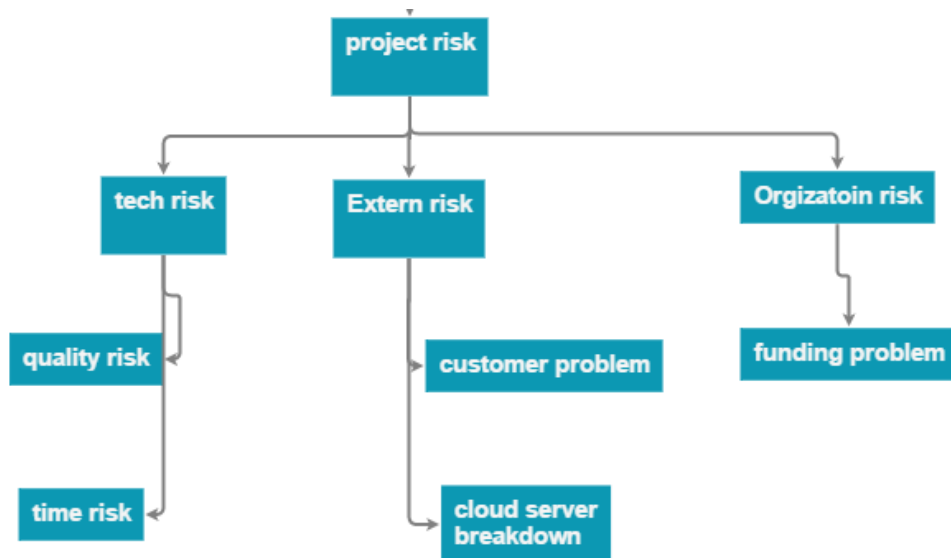 project risk
tech risk
Extern risk
Orgizatoin risk
quality risk
customer problem
funding problem
time risk
cloud server
breakdown